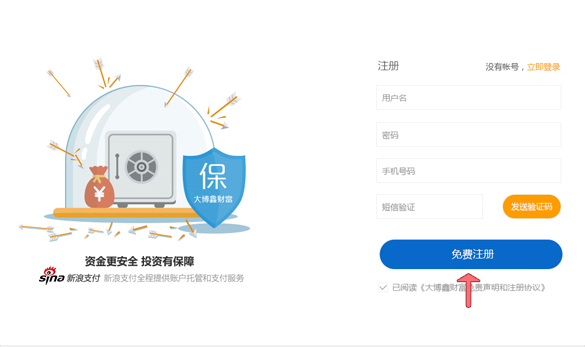 保
大博鑫财富
¥
资金更安全 投资有保障
sina 新浪支付 新浪支付全程提供账户托管和支付服务
注册
没有账号，立即登录
用户名
密码
手机号码
短信验证
发送验证码
免费注册
已阅读《大博鑫财富免责声明和注册协议》